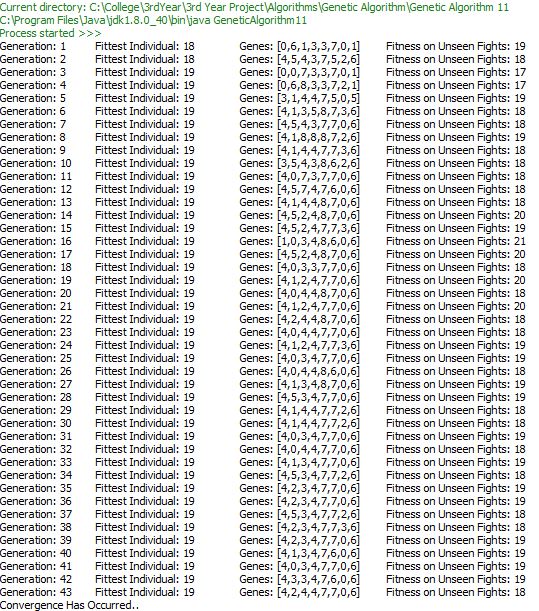 Current directory: C:\College\3rdYear\3rd Year Project\Algorithms\Genetic Algorithm\Genetic Algorithm 11
C:\Program Files\Java\jdk1.8.0_40\bin\java GeneticAlgorithm11
Process started >>>
Generation: 1 Fittest Individual: 18 Genes: [0,6,1,3,3,7,0,1] Fitness on Unseen Fights: 19
Generation: 2 Fittest Individual: 18 Genes: [4,5,4,3,7,5,2,6] Fitness on Unseen Fights: 18
Generation: 3 Fittest Individual: 19 Genes: [0,0,7,3,3,7,0,1] Fitness on Unseen Fights: 17
Generation: 4 Fittest Individual: 19 Genes: [0,6,8,3,3,7,2,1] Fitness on Unseen Fights: 17
Generation: 5 Fittest Individual: 19 Genes: [3,1,4,4,7,5,0,5] Fitness on Unseen Fights: 19
Generation: 6 Fittest Individual: 19 Genes: [4,1,3,5,8,7,3,6] Fitness on Unseen Fights: 18
Generation: 7 Fittest Individual: 19 Genes: [4,5,4,3,7,7,0,6] Fitness on Unseen Fights: 18
Generation: 8 Fittest Individual: 19 Genes: [4,1,8,8,8,7,2,6] Fitness on Unseen Fights: 19
Generation: 9 Fittest Individual: 19 Genes: [4,1,4,4,7,7,3,6] Fitness on Unseen Fights: 18
Generation: 10 Fittest Individual: 19 Genes: [3,5,4,3,8,6,2,6] Fitness on Unseen Fights: 18
Generation: 11 Fittest Individual: 19 Genes: [4,0,7,3,7,7,0,6] Fitness on Unseen Fights: 18
Generation: 12 Fittest Individual: 19 Genes: [4,5,7,4,7,6,0,6] Fitness on Unseen Fights: 18
Generation: 13 Fittest Individual: 19 Genes: [4,1,4,4,8,7,0,6] Fitness on Unseen Fights: 18
Generation: 14 Fittest Individual: 19 Genes: [4,5,2,4,8,7,0,6] Fitness on Unseen Fights: 20
Generation: 15 Fittest Individual: 19 Genes: [4,5,2,4,7,7,3,6] Fitness on Unseen Fights: 19
Generation: 16 Fittest Individual: 19 Genes: [1,0,3,4,8,6,0,6] Fitness on Unseen Fights: 21
Generation: 17 Fittest Individual: 19 Genes: [4,5,2,4,8,7,0,6] Fitness on Unseen Fights: 20
Generation: 18 Fittest Individual: 19 Genes: [4,0,3,3,7,7,0,6] Fitness on Unseen Fights: 18
Generation: 19 Fittest Individual: 19 Genes: [4,1,2,4,7,7,0,6] Fitness on Unseen Fights: 20
Generation: 20 Fittest Individual: 19 Genes: [4,0,4,4,8,7,0,6] Fitness on Unseen Fights: 18
Generation: 21 Fittest Individual: 19 Genes: [4,1,2,4,7,7,0,6] Fitness on Unseen Fights: 20
Generation: 22 Fittest Individual: 19 Genes: [4,2,4,4,8,7,0,6] Fitness on Unseen Fights: 18
Generation: 23 Fittest Individual: 19 Genes: [4,0,4,4,7,7,0,6] Fitness on Unseen Fights: 18
Generation: 24 Fittest Individual: 19 Genes: [4,1,2,4,7,7,3,6] Fitness on Unseen Fights: 19
Generation: 25 Fittest Individual: 19 Genes: [4,0,3,4,7,7,0,6] Fitness on Unseen Fights: 19
Generation: 26 Fittest Individual: 19 Genes: [4,0,4,4,8,6,0,6] Fitness on Unseen Fights: 18
Generation: 27 Fittest Individual: 19 Genes: [4,1,3,4,8,7,0,6] Fitness on Unseen Fights: 19
Generation: 28 Fittest Individual: 19 Genes: [4,5,3,4,7,7,0,6] Fitness on Unseen Fights: 19
Generation: 29 Fittest Individual: 19 Genes: [4,1,4,4,7,7,2,6] Fitness on Unseen Fights: 18
Generation: 30 Fittest Individual: 19 Genes: [4,1,4,4,7,7,2,6] Fitness on Unseen Fights: 18
Generation: 31 Fittest Individual: 19 Genes: [4,0,3,4,7,7,0,6] Fitness on Unseen Fights: 19
Generation: 32 Fittest Individual: 19 Genes: [4,0,4,4,7,7,0,6] Fitness on Unseen Fights: 18
Generation: 33 Fittest Individual: 19 Genes: [4,1,3,4,7,7,0,6] Fitness on Unseen Fights: 19
Generation: 34 Fittest Individual: 19 Genes: [4,5,3,4,7,7,2,6] Fitness on Unseen Fights: 19
Generation: 35 Fittest Individual: 19 Genes: [4,2,3,4,7,7,0,6] Fitness on Unseen Fights: 19
Generation: 36 Fittest Individual: 19 Genes: [4,2,3,4,7,7,0,6] Fitness on Unseen Fights: 19
Generation: 37 Fittest Individual: 19 Genes: [4,5,3,4,7,7,2,6] Fitness on Unseen Fights: 19
Generation: 38 Fittest Individual: 19 Genes: [4,2,3,4,7,7,3,6] Fitness on Unseen Fights: 18
Generation: 39 Fittest Individual: 19 Genes: [4,2,3,4,7,7,0,6] Fitness on Unseen Fights: 19
Generation: 40 Fittest Individual: 19 Genes: [4,1,3,4,7,6,0,6] Fitness on Unseen Fights: 19
Generation: 41 Fittest Individual: 19 Genes: [4,0,3,4,7,7,0,6] Fitness on Unseen Fights: 19
Generation: 42 Fittest Individual: 19 Genes: [4,3,3,4,7,6,0,6] Fitness on Unseen Fights: 19
Generation: 43 Fittest Individual: 19 Genes: [4,2,4,4,7,7,0,6] Fitness on Unseen Fights: 18
Convergence Has Occurred..